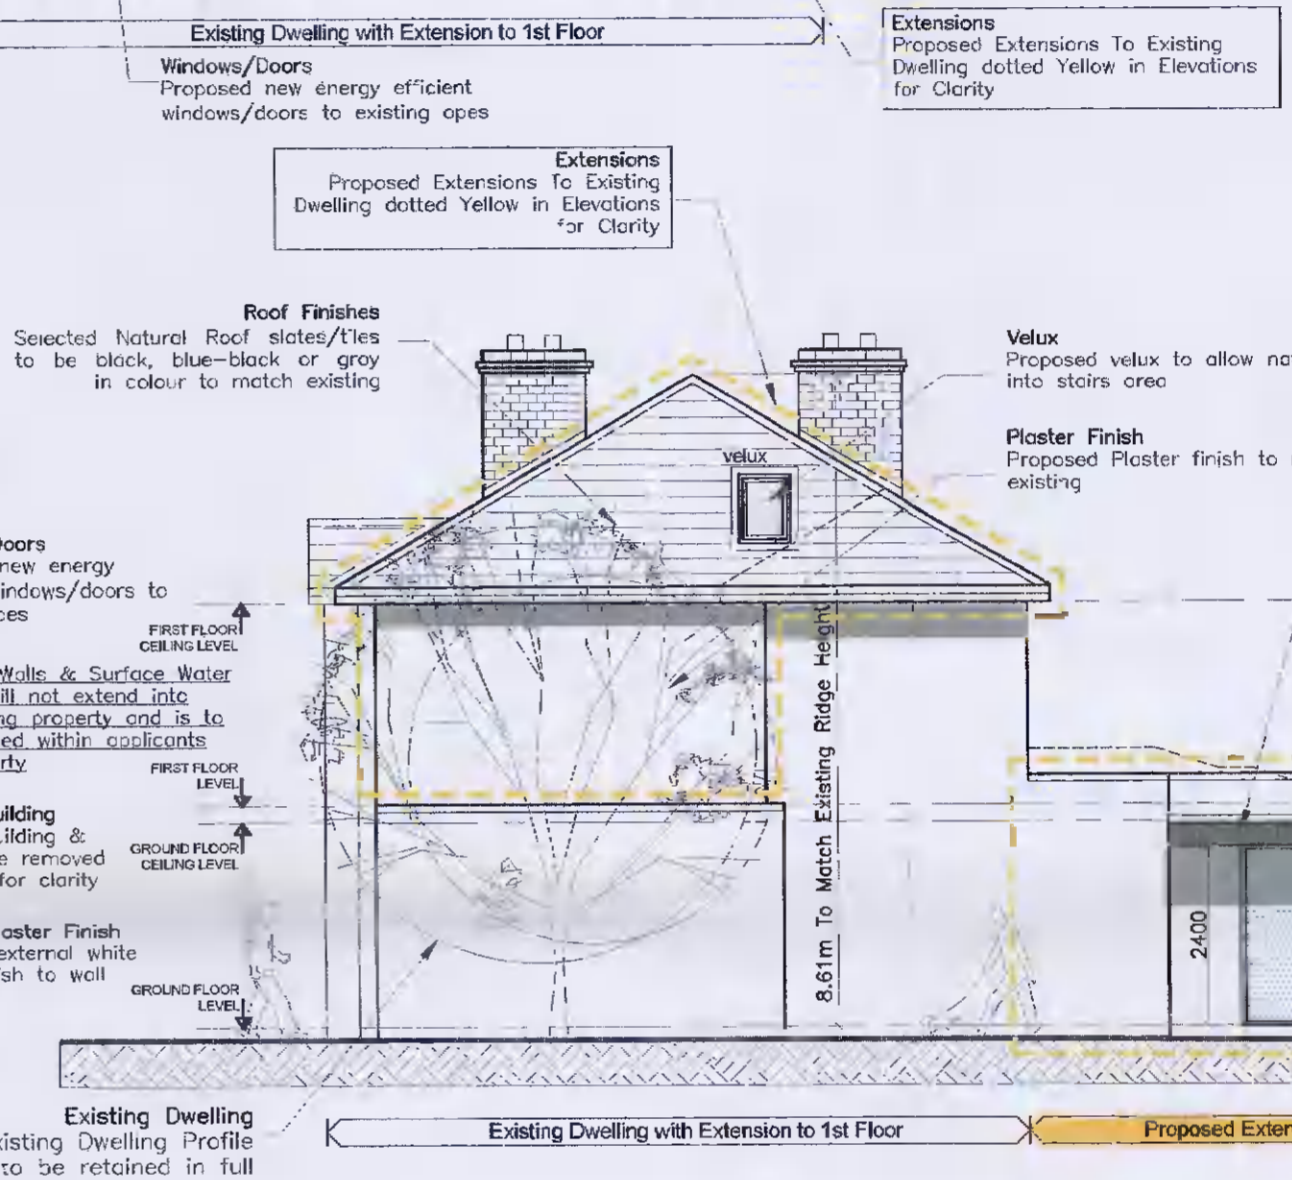 Existing Dwelling with Extension to 1st Floor
Windows/Doors
Proposed new energy efficient
windows/doors to existing opes
Extensions
Proposed Extensions To Existing
Dwelling dotted Yellow in Elevations
for Clarity
Extensions
Proposed Extensions To Existing
Dwelling dotted Yellow in Elevations
for Clarity
Roof Finishes
Selected Natural Roof slates/tiles
to be black, blue-black or gray
in colour to match existing
Velux
Proposed velux to allow
into stairs area
Plaster Finish
Proposed Plaster finish to
existing
velux
new energy
windows/doors to
FIRST FLOOR
CEILING LEVEL
Walls & Surface Water
not extend into
property and is to
within applicants
FIRST FLOOR
LEVEL
&
removed
for clarity
GROUND FLOOR
CEILING LEVEL
Finish
external white
to wall
GROUND FLOOR
LEVEL
8.61m To Match Existing Ridge Height
2400
Existing Dwelling
Existing Dwelling Profile
to be retained in full
Existing Dwelling with Extension to 1st Floor
Proposed